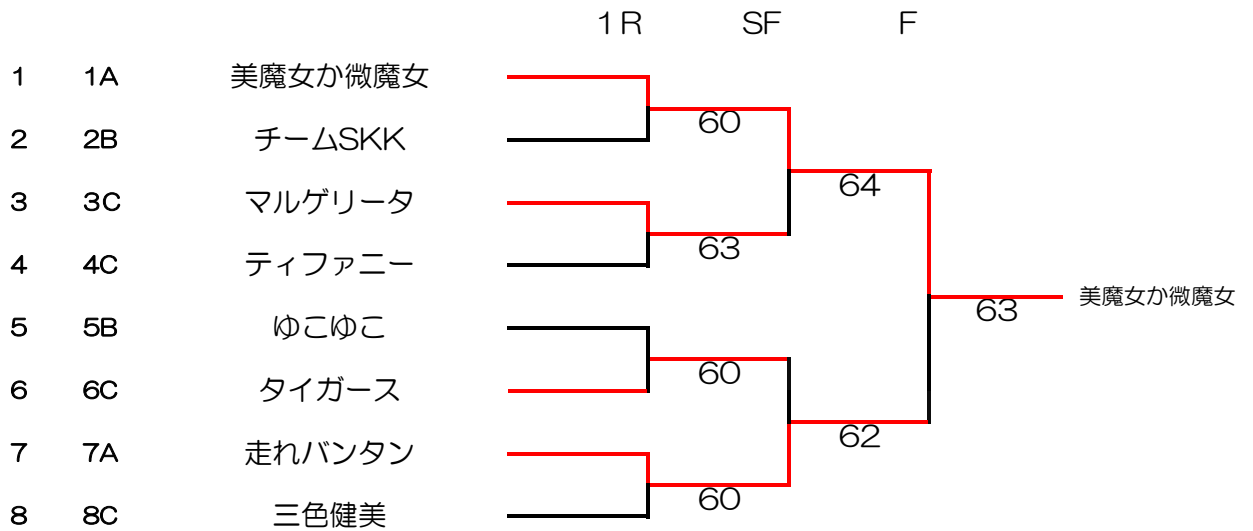 1R SF F
1 1A 美魔女か微魔女
60
2 2B チームSKK
64
3 3C マルゲリータ
63
4 4C ティファニー
63 美魔女か微魔女
5 5B ゆこゆこ
60
6 6C タイガース
62
7 7A 走れバンタン
60
8 8C 三色健美